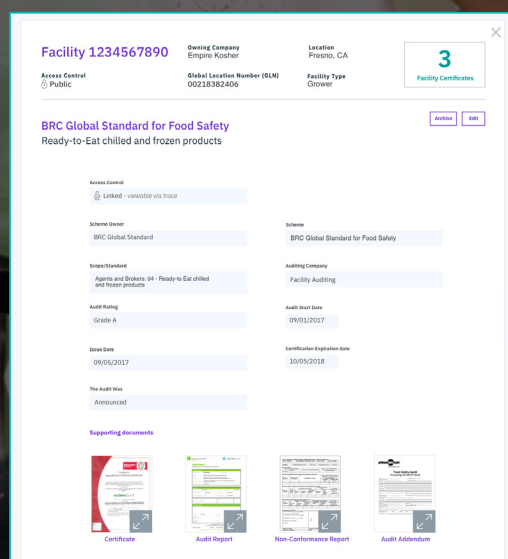 Facility 1234567890
Owning Company
Empire Kosher
Location
Fresno, CA
3
Facility Certificates
Access Control
Public
Global Location Number (GLN)
00218382406
Facility Type
Grower
BRC Global Standard for Food Safety
Ready-to-Eat chilled and frozen products
Archive
Edit
Access Control
Linked - viewable via trace
Scheme Owner
BRC Global Standard
Scheme
BRC Global Standard for Food Safety
Scope/Standard
Agents and Brokers: 04 - Ready-to Eat chilled
and frozen products
Auditing Company
Facility Auditing
Audit Rating
Grade A
Audit Start Date
09/01/2017
Issue Date
09/05/2017
Certification Expiration date
10/05/2018
The Audit Was
Announced
Supporting documents
Food Safety Audit
Certificate
Audit Report
Non-Conformance Report
Audit Addendum